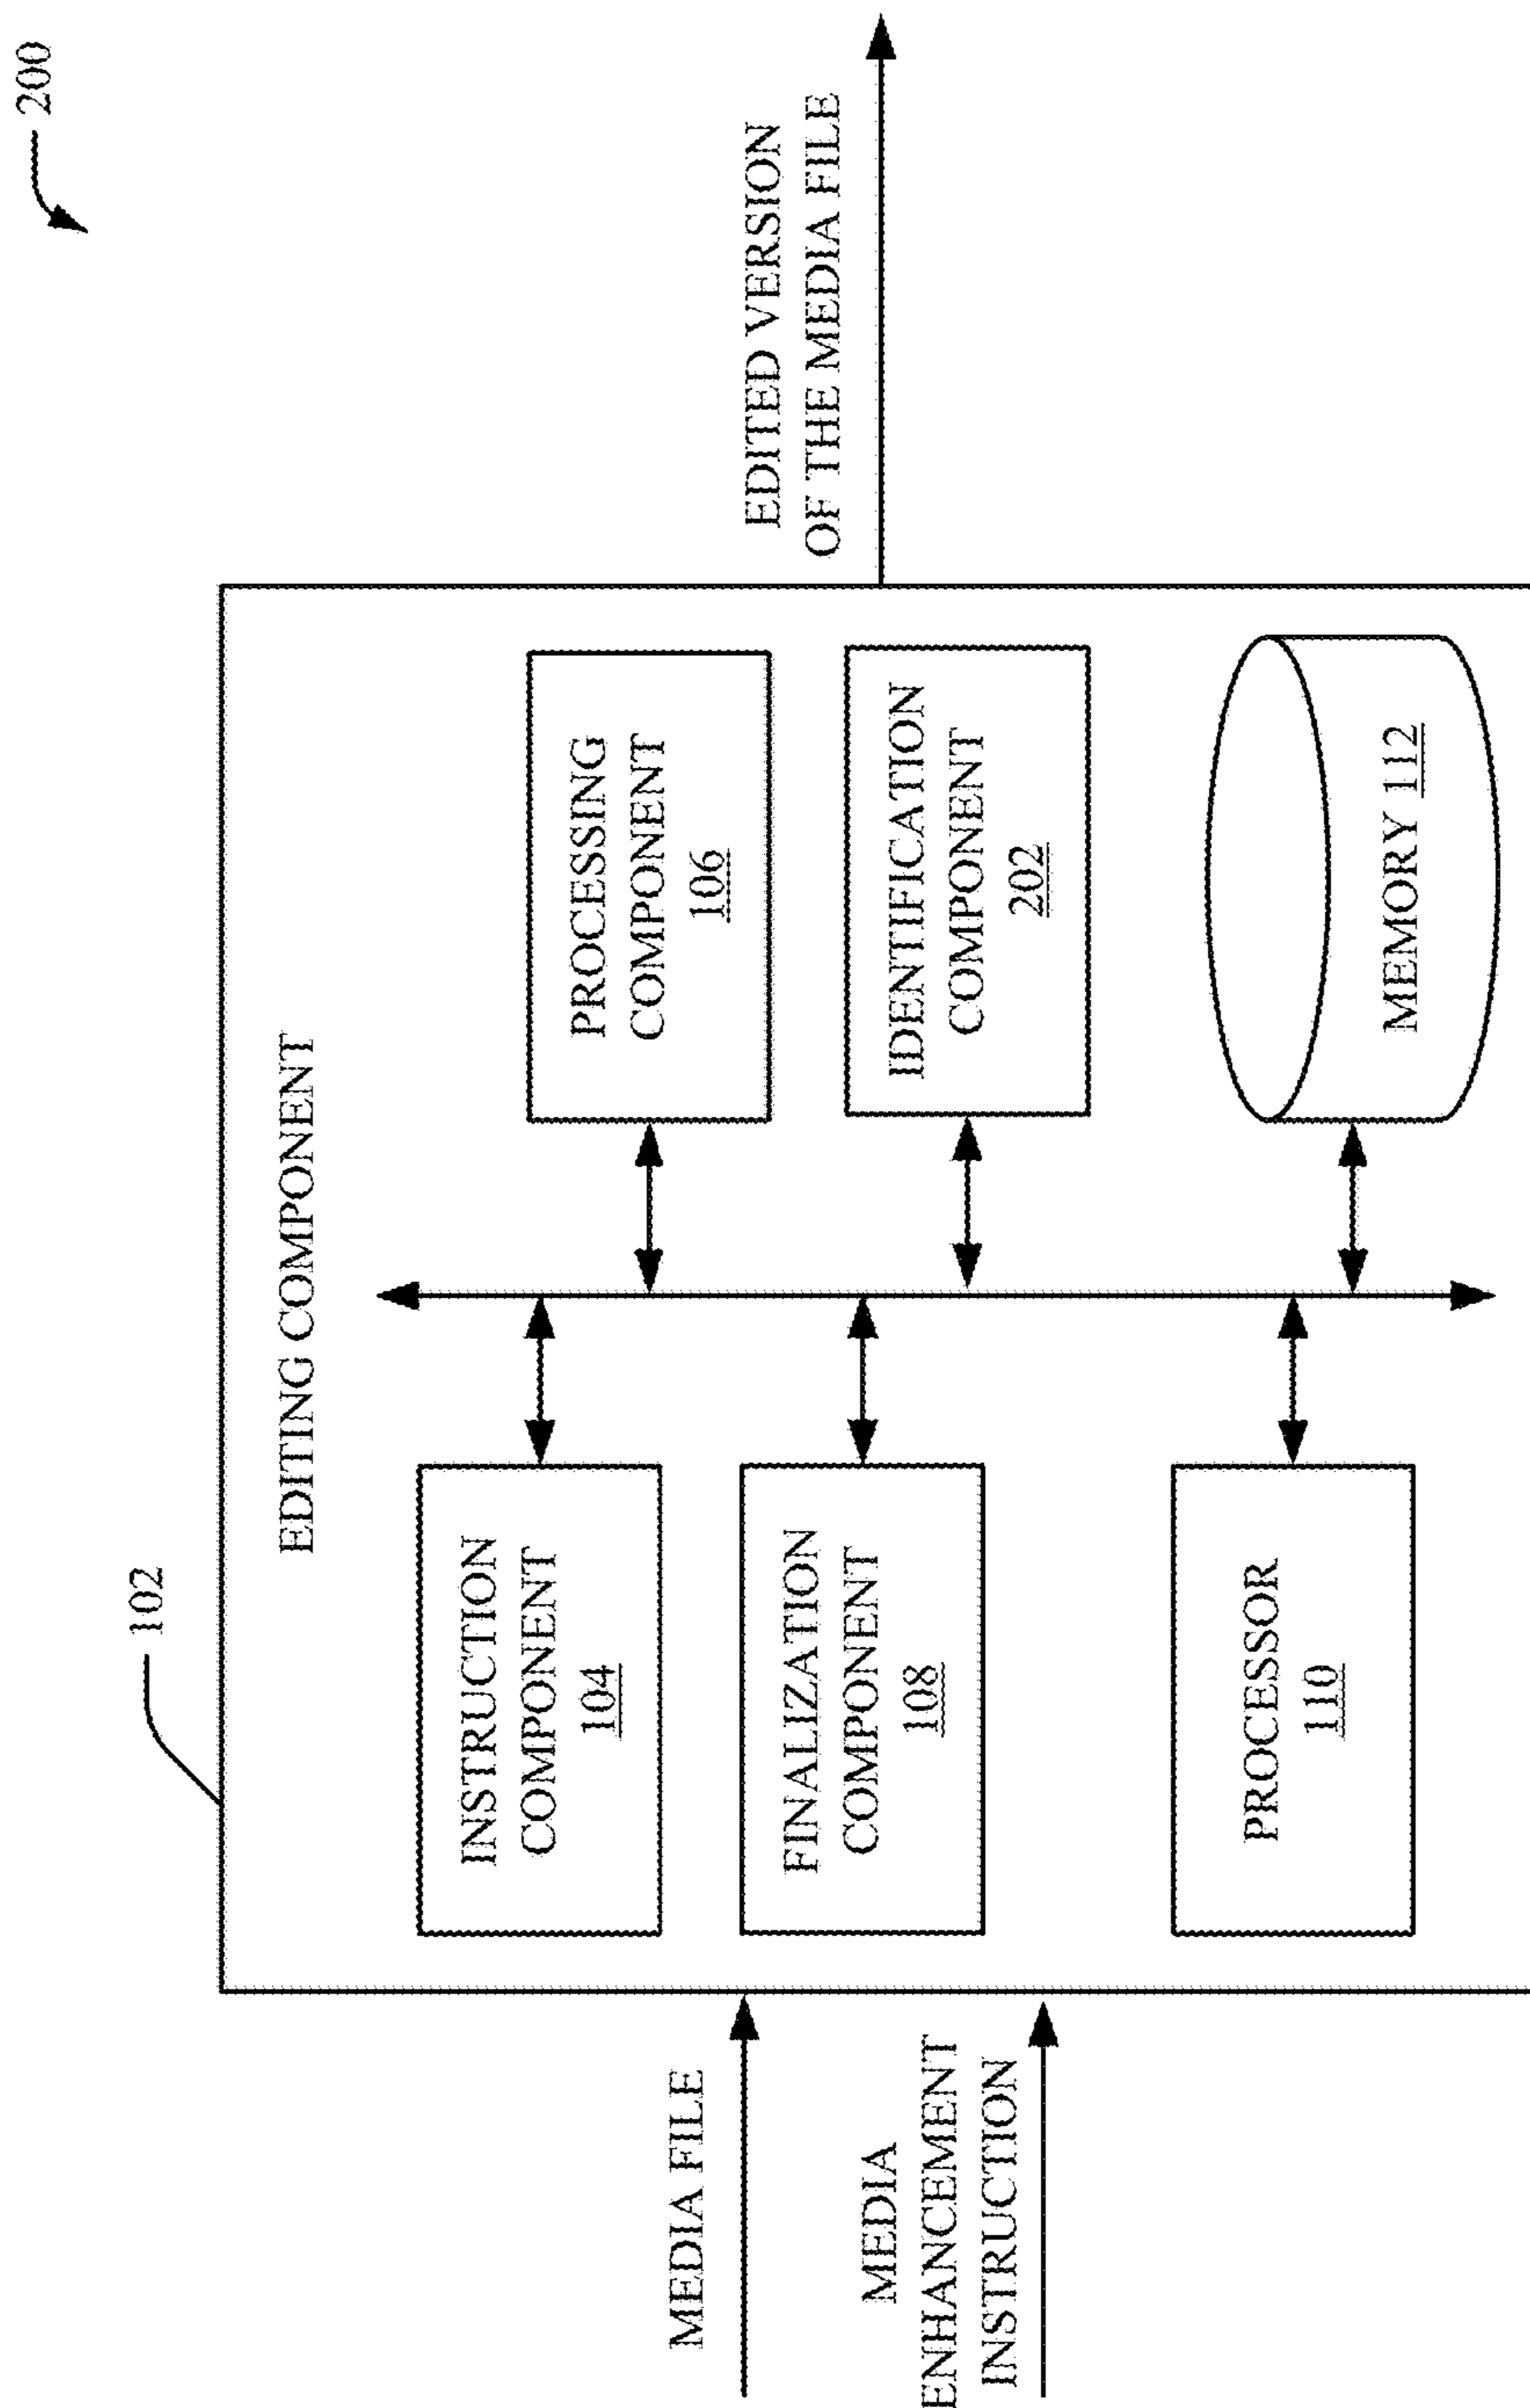 200
102
EDITING COMPONENT
INSTRUCTION
COMPONENT
104
PROCESSING
COMPONENT
106
MEDIA FILE
EDITED VERSION
OF THE MEDIA FILE
FINALIZATION
COMPONENT
108
IDENTIFICATION
COMPONENT
202
MEDIA
ENHANCEMENT
INSTRUCTION
PROCESSOR
110
MEMORY 112